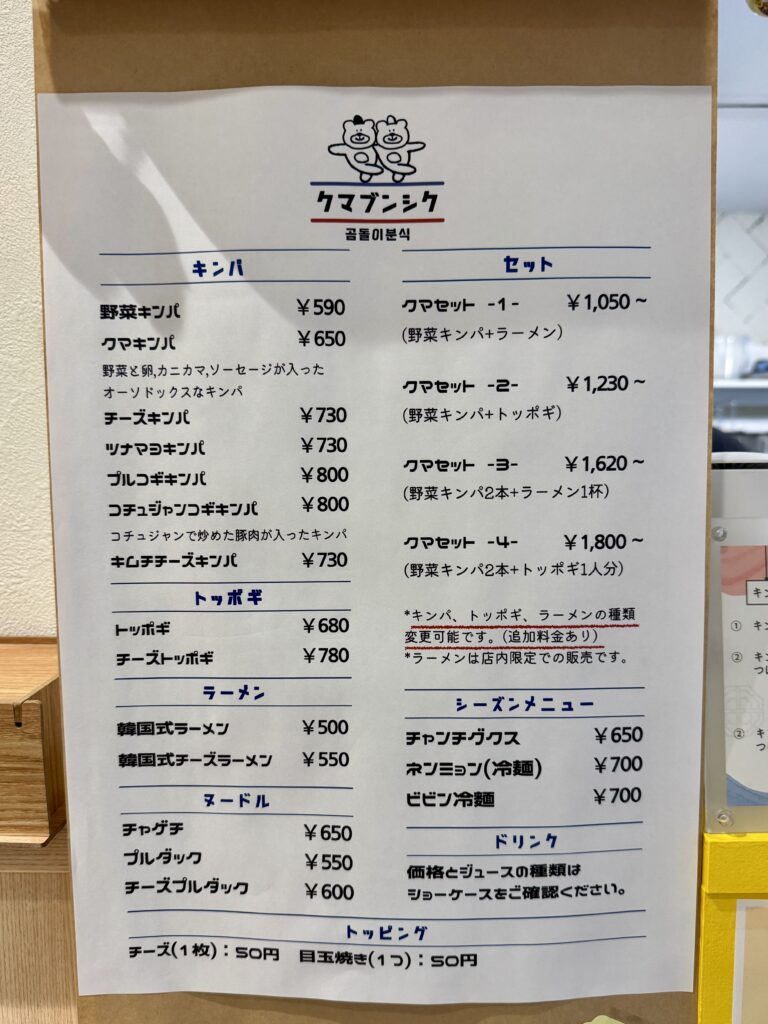 クマブンシク
곰돌이분식
キンパ
野菜キンパ ￥590
クマキンパ ￥650
野菜と卵,カニカマ,ソーセージが入った
オーソドックスなキンパ
チーズキンパ ￥730
ツナマヨキンパ ￥730
プルコギキンパ ￥800
コチュジャンコギキンパ ￥800
コチュジャンで炒めた豚肉が入ったキンパ
キムチチーズキンパ ￥730
トッポギ
トッポギ ￥680
チーズトッポギ ￥780
ラーメン
韓国式ラーメン ￥500
韓国式チーズラーメン ￥550
ヌードル
チャゲチ ￥650
プルダック ￥550
チーズプルダック ￥600
セット
クマセット -1- ￥1,050～
(野菜キンパ+ラーメン)
クマセット -2- ￥1,230～
(野菜キンパ+トッポギ)
クマセット -3- ￥1,620～
(野菜キンパ2本+ラーメン1杯)
クマセット -4- ￥1,800～
(野菜キンパ2本+トッポギ1人分)
*キンパ、トッポギ、ラーメンの種類
変更可能です。(追加料金あり)
*ラーメンは店内限定での販売です。
シーズンメニュー
チャンチグクス ￥650
ネンミョン(冷麺) ￥700
ビビン冷麺 ￥700
ドリンク
価格とジュースの種類は
ショーケースをご確認ください。
トッピング
チーズ(1枚)：50円 目玉焼き(1つ)：50円
① キン
② キン
つけ
② キ
つ